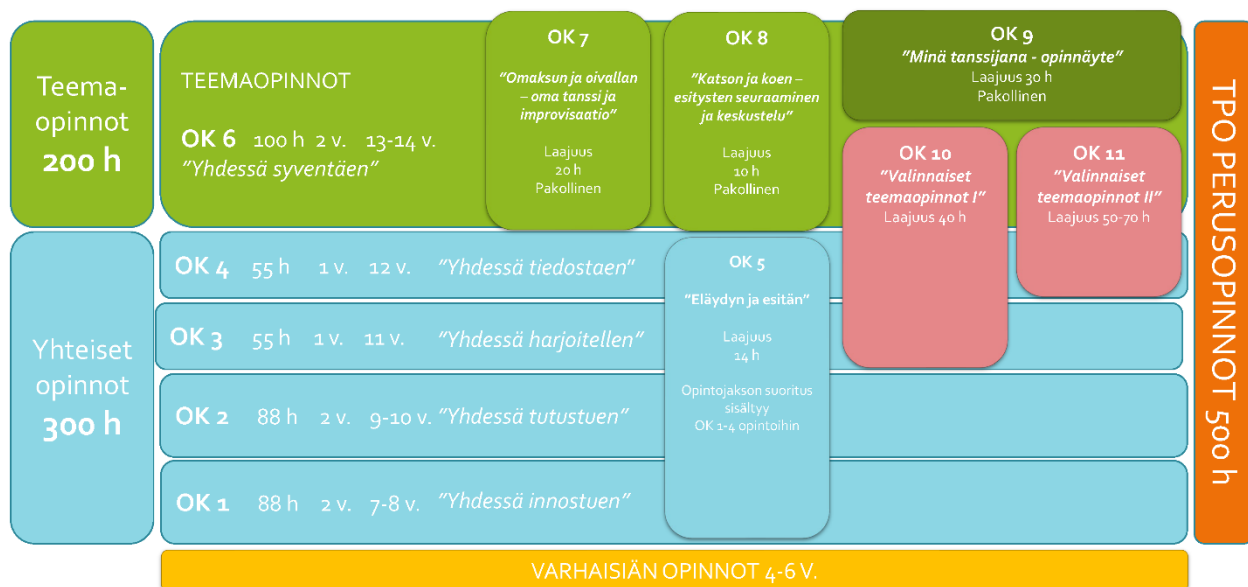 Teema-
opinnot
200 h
TEEMAOPINNOT
OK 6 100 h 2 v. 13-14 v.
"Yhdessä syventäen"
OK 7
"Omaksun ja oivallan
– oma tanssi ja
improvisaatio"
Laajuus
20 h
Pakollinen
OK 8
"Katson ja koen –
esitysten seuraaminen
ja keskustelu"
Laajuus
10 h
Pakollinen
OK 9
"Minä tanssijana - opinnäyte"
Laajuus 30 h
Pakollinen
OK 10
"Valinnaiset
teemaopinnot I"
Laajuus 40 h
OK 11
"Valinnaiset
teemaopinnot II"
Laajuus 50-70 h
Yhteiset
opinnot
300 h
OK 4 55 h 1 v. 12 v. "Yhdessä tiedostaen"
OK 3 55 h 1 v. 11 v. "Yhdessä harjoitellen"
OK 2 88 h 2 v. 9-10 v. "Yhdessä tutustuen"
OK 1 88 h 2 v. 7-8 v. "Yhdessä innostuen"
OK 5
"Eläydyn ja esitän"
Laajuus
14 h
Opintojakson suoritus
sisältyy
OK 1-4 opintoihin
TPO PERUSOPINNOT 500 h
VARHAISIÄN OPINNOT 4-6 V.